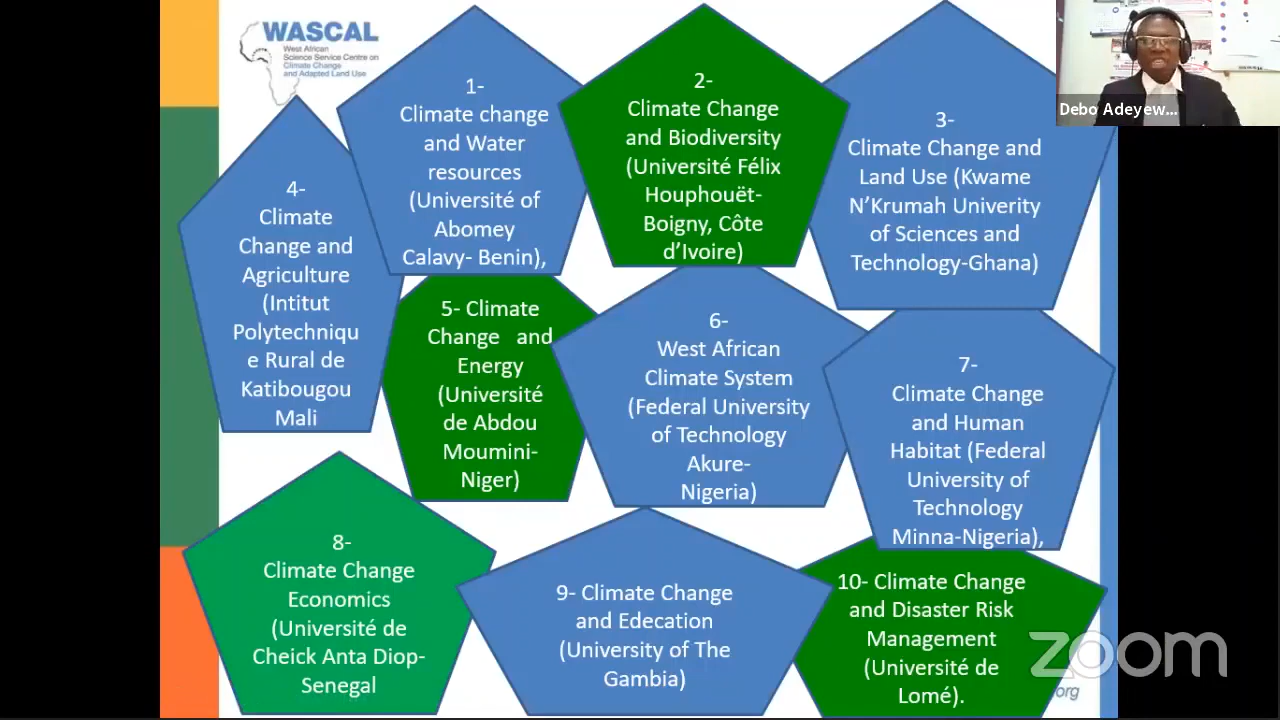 WASCAL
West African
Science Service Centre on
Climate Change
and Adapted Land Use
1-
Climate change
and Water
resources
(Université of
Abomey
Calavy- Benin),
2-
Climate Change
and Biodiversity
(Université Félix
Houphouët-
Boigny, Côte
d'Ivoire)
3-
Climate Change and
Land Use (Kwame
N'Krumah Univerity
of Sciences and
Technology-Ghana)
Debo Adeyew...
4-
Climate
Change and
Agriculture
(Intitut
Polytechniqu
e Rural de
Katibougou
Mali
5- Climate
Change and
Energy
(Université
de Abdou
Moumini-
Niger)
6-
West African
Climate System
(Federal University
of Technology
Akure-
Nigeria)
7-
Climate Change
and Human
Habitat (Federal
University of
Technology
Minna-Nigeria),
8-
Climate Change
Economics
(Université de
Cheick Anta Diop-
Senegal
9- Climate Change
and Edecation
(University of The
Gambia)
10- Climate Change
and Disaster Risk
Management
(Université de
Lomé).
zoom
org